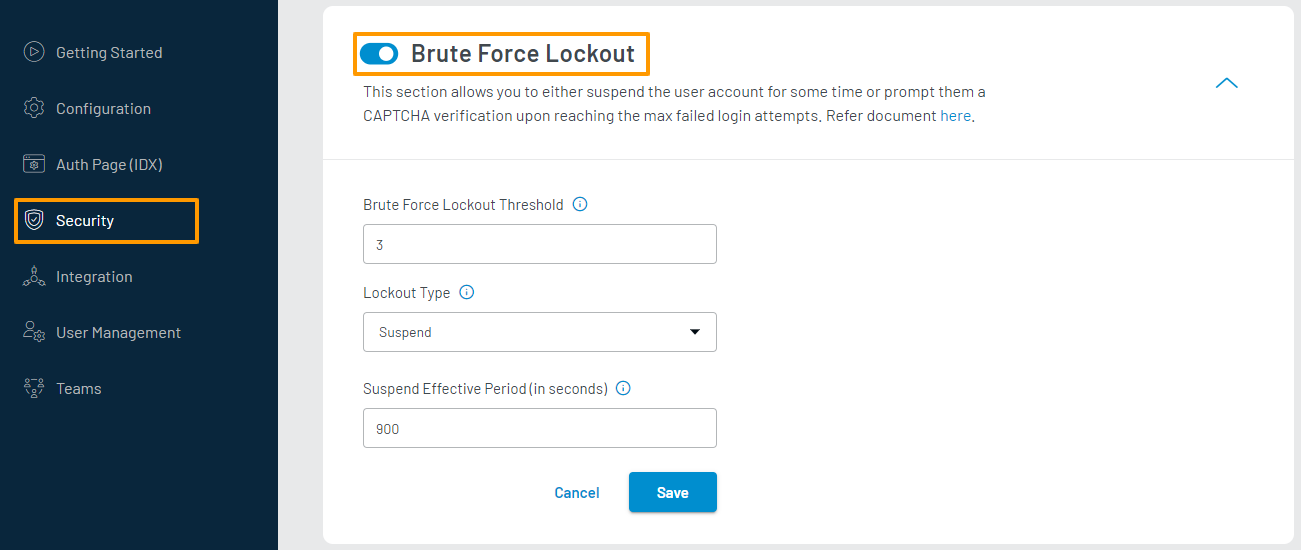 Getting Started
Configuration
Auth Page (IDX)
Security
Integration
User Management
Teams
Brute Force Lockout
This section allows you to either suspend the user account for some time or prompt them a
CAPTCHA verification upon reaching the max failed login attempts. Refer document here.
Brute Force Lockout Threshold
3
Lockout Type
Suspend
Suspend Effective Period (in seconds)
900
Cancel
Save